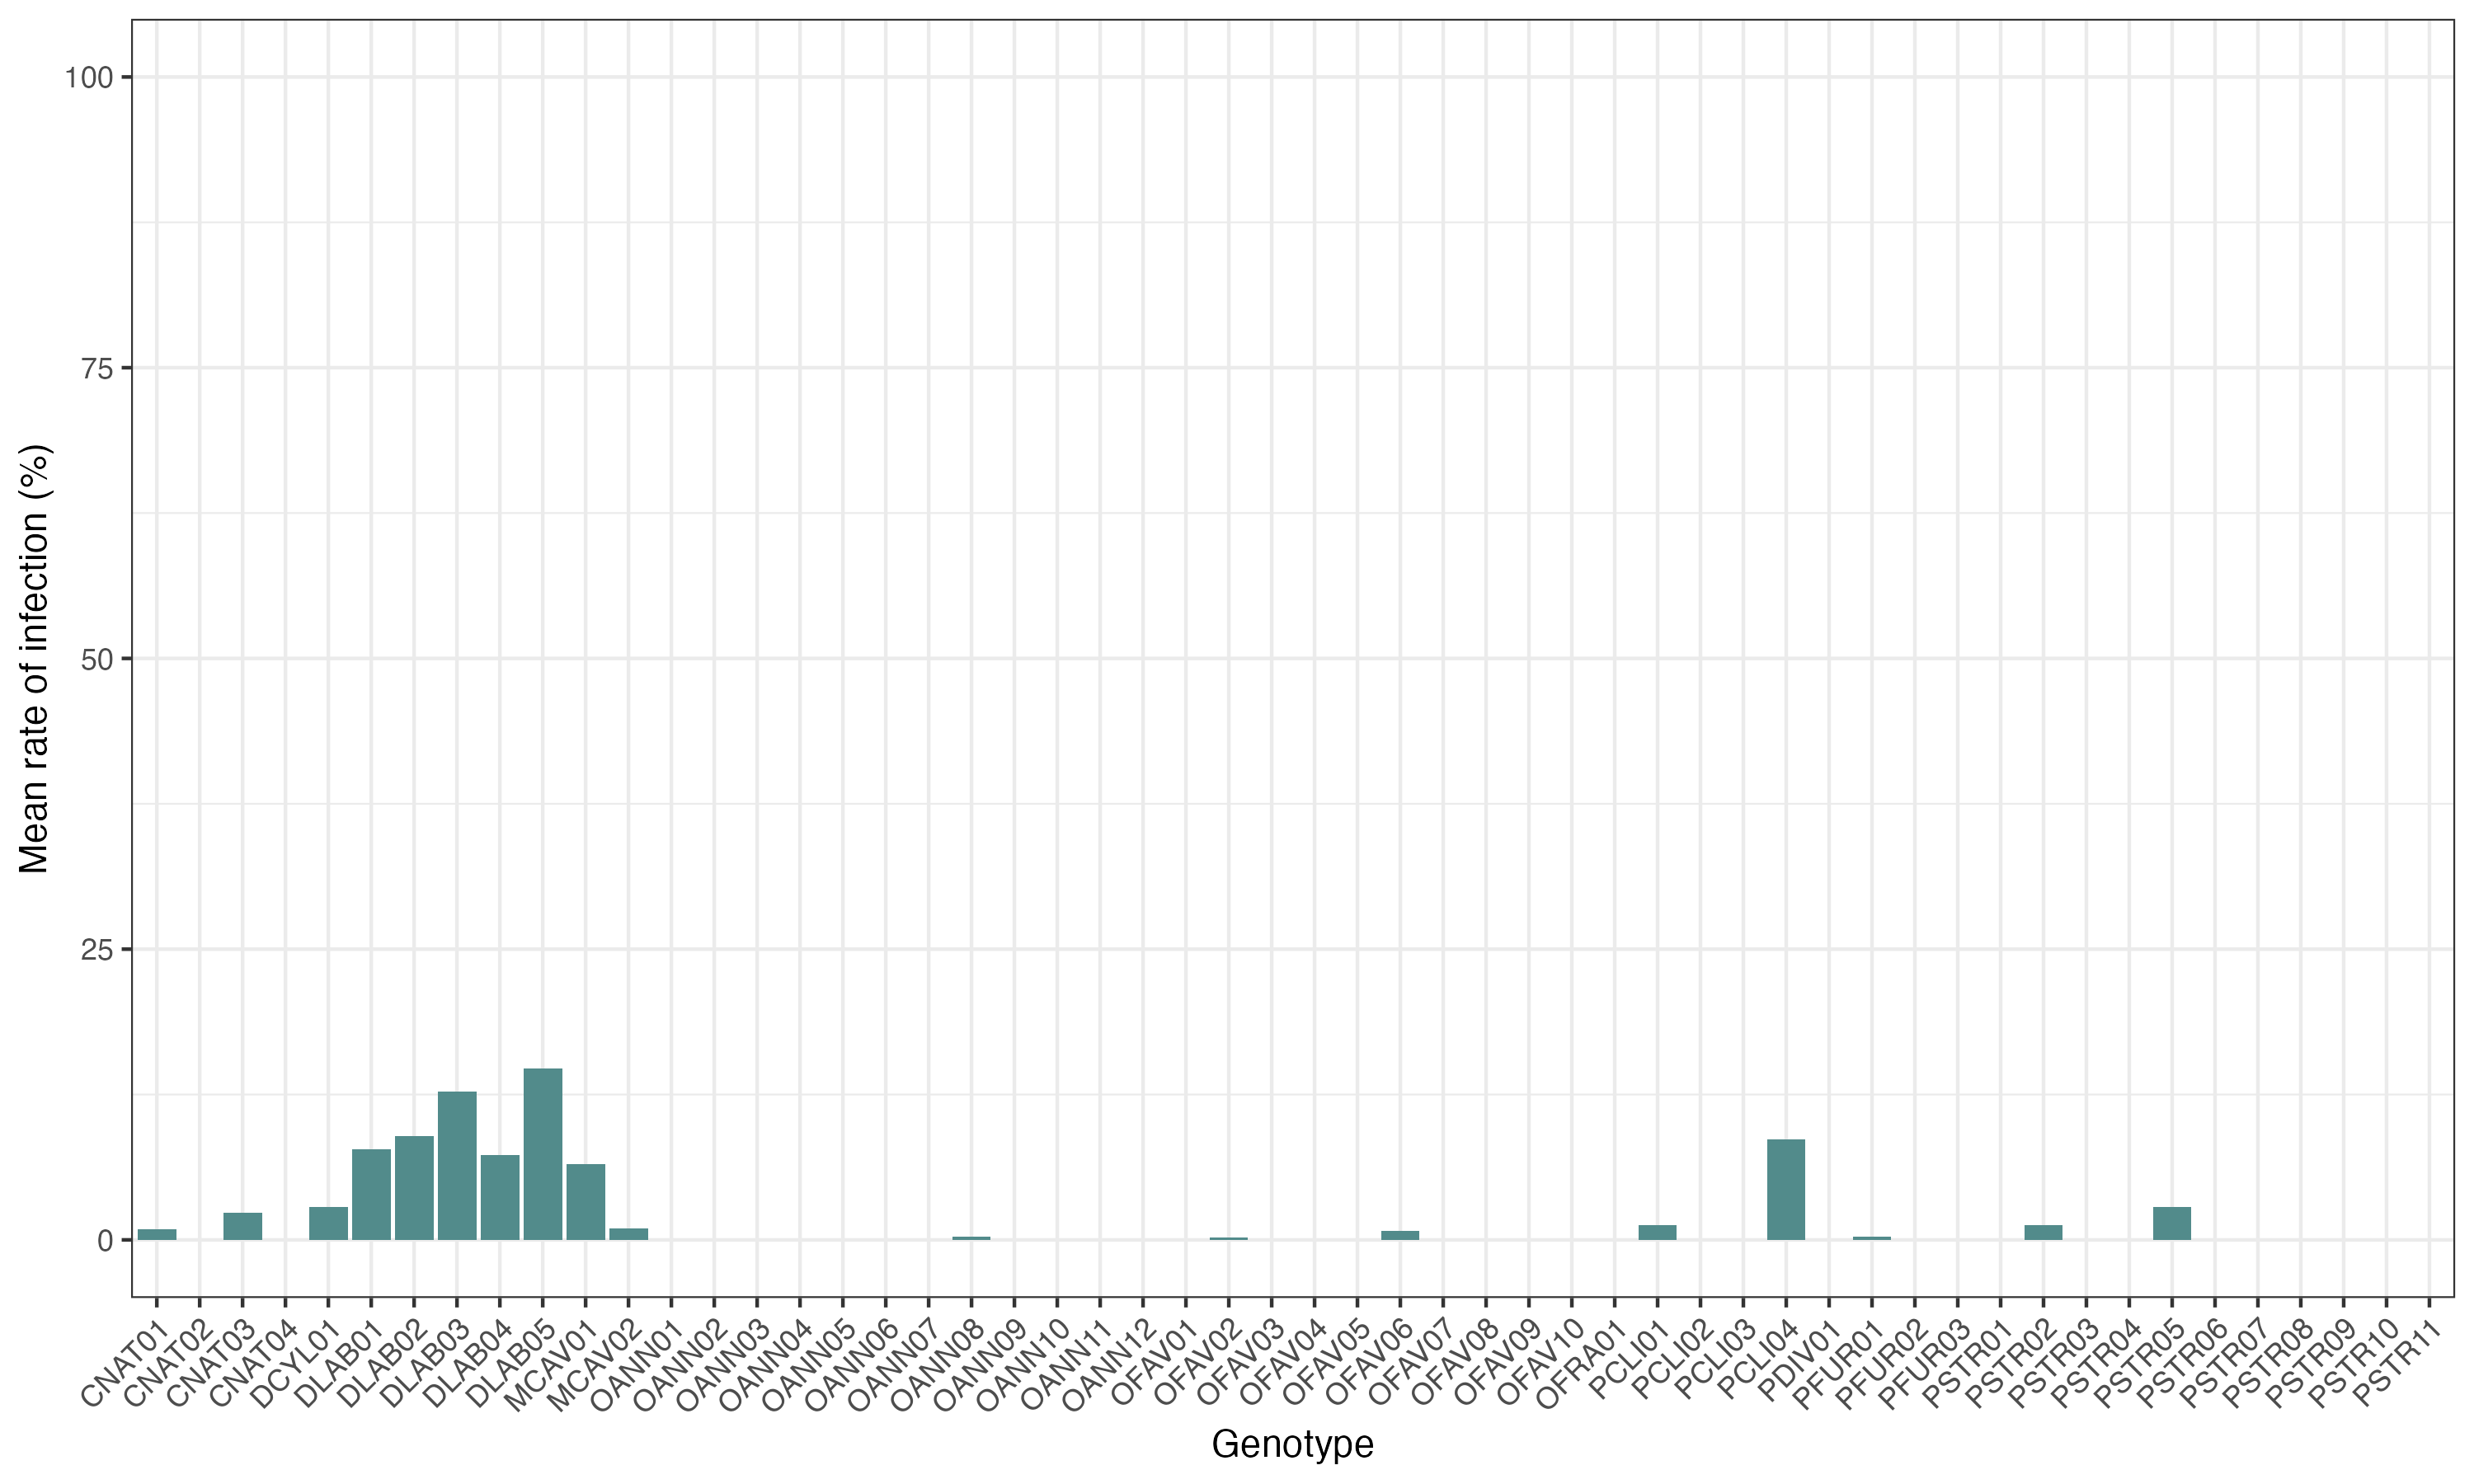 Mean rate of infection (%)
100
75
50
25
0
CNAT01
CNAT02
CNAT03
CNAT04
DCYL01
DLAB01
DLAB02
DLAB03
DLAB04
DLAB05
MCAV01
MCAV02
OANN01
OANN02
OANN03
OANN04
OANN05
OANN06
OANN07
OANN08
OANN09
OANN10
OANN11
OANN12
OFAV01
OFAV02
OFAV03
OFAV04
OFAV05
OFAV06
OFAV07
OFAV08
OFAV09
OFAV10
OFRA01
PCLI01
PCLI02
PCLI03
PCLI04
PDIV01
PFUR01
PFUR02
PFUR03
PSTR01
PSTR02
PSTR03
PSTR04
PSTR05
PSTR06
PSTR07
PSTR08
PSTR09
PSTR10
PSTR11
Genotype